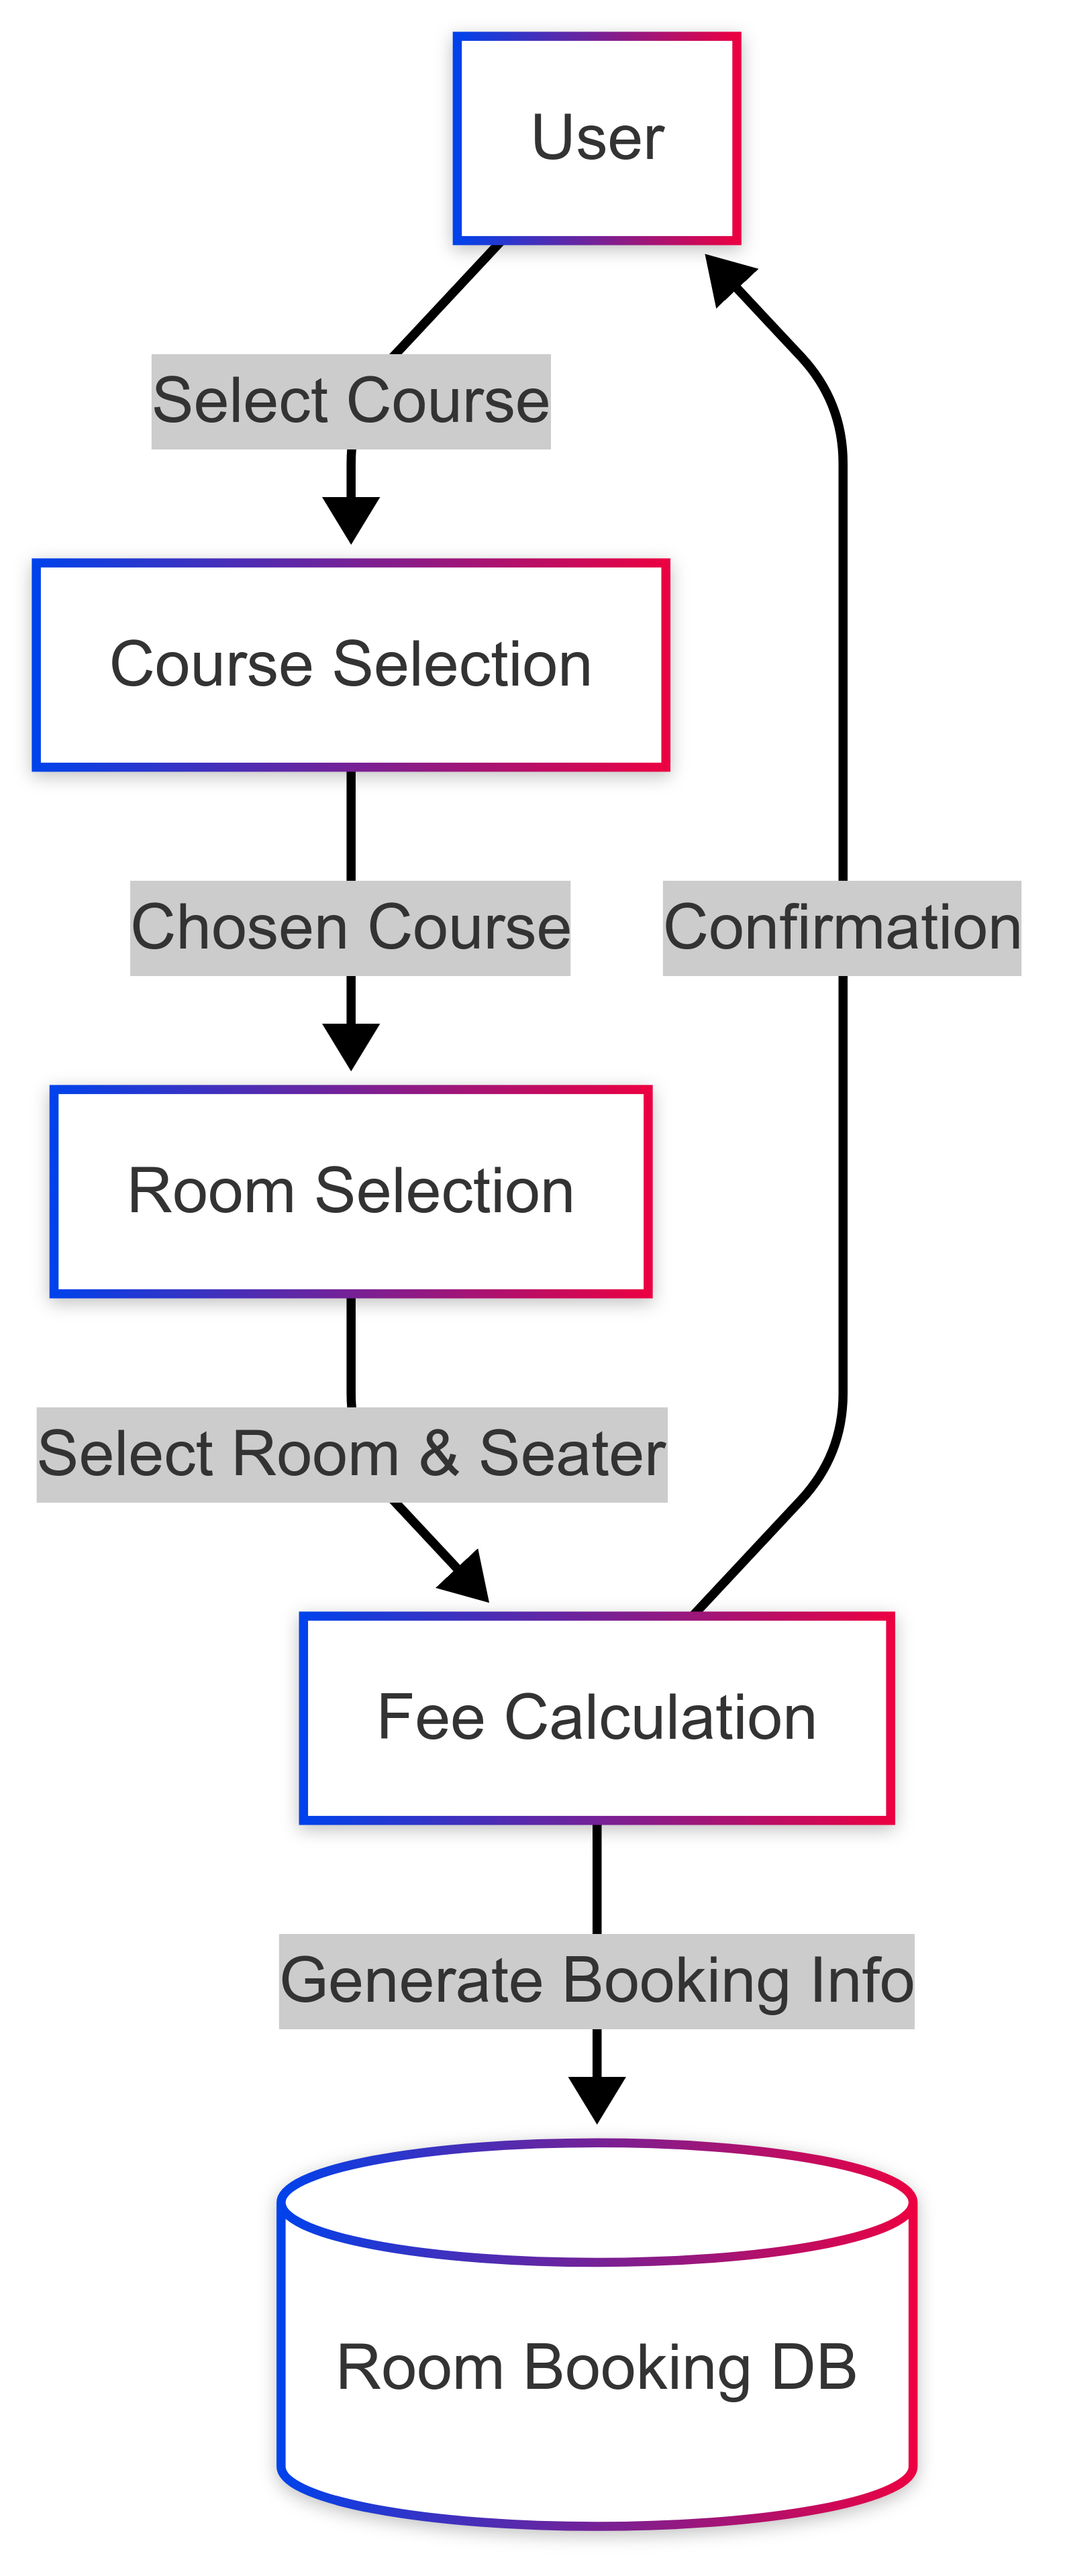 User
Select Course
Course Selection
Chosen Course
Confirmation
Room Selection
Select Room & Seater
Fee Calculation
Generate Booking Info
Room Booking DB